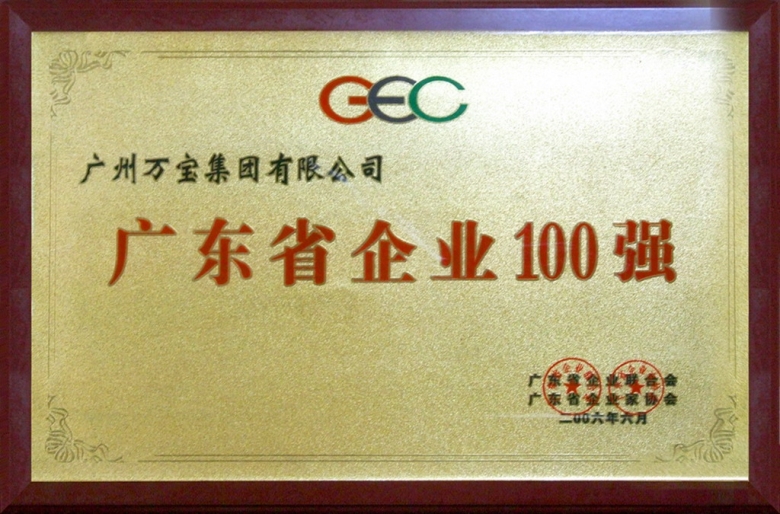 GEC
广州万宝集团有限公司
广东省企业100强
广东省企业联合会
广东省企业家协会
二00六年六月